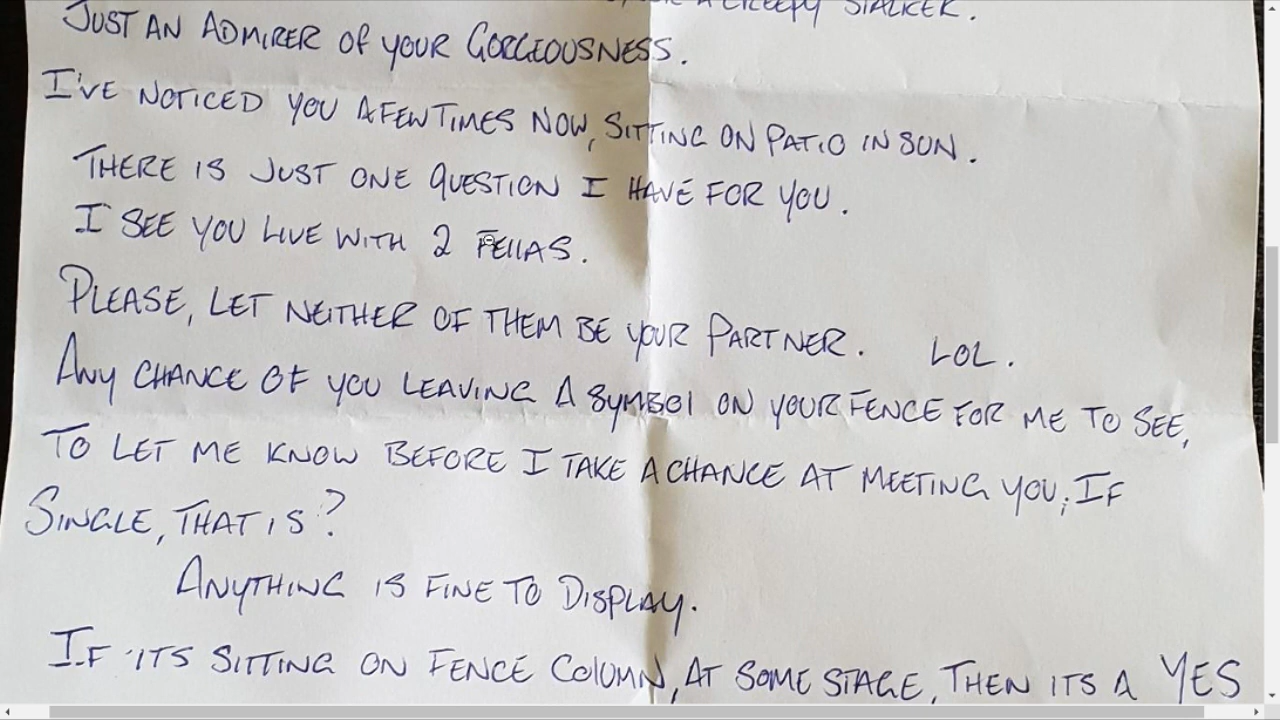 A CREEPY STALKER.
JUST AN ADMIRER OF YOUR GORGEOUSNESS.
I'VE NOTICED YOU A FEW TIMES NOW, SITTING ON PATIO IN SUN.
THERE IS JUST ONE QUESTION I HAVE FOR YOU.
I SEE YOU LIVE WITH 2 FELLAS.
PLEASE, LET NEITHER OF THEM BE YOUR PARTNER. LOL.
ANY CHANCE OF YOU LEAVING A SYMBOL ON YOUR FENCE FOR ME TO SEE,
TO LET ME KNOW BEFORE I TAKE A CHANCE AT MEETING YOU; IF
SINGLE, THAT IS?
ANYTHING IS FINE TO DISPLAY.
IF ITS SITTING ON FENCE COLUMN, AT SOME STAGE, THEN ITS A YES